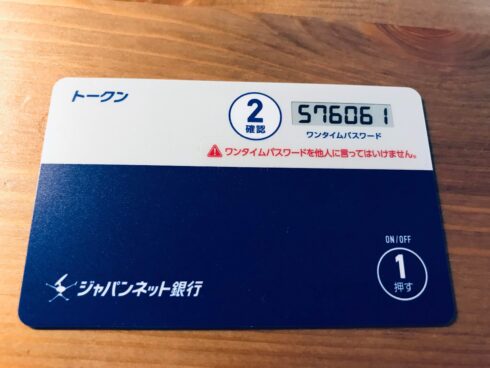 トークン
2
確認
576061
ワンタイムパスワード
ワンタイムパスワードを他人に言ってはいけません。
ON/OFF
1
押す
ジャパンネット銀行